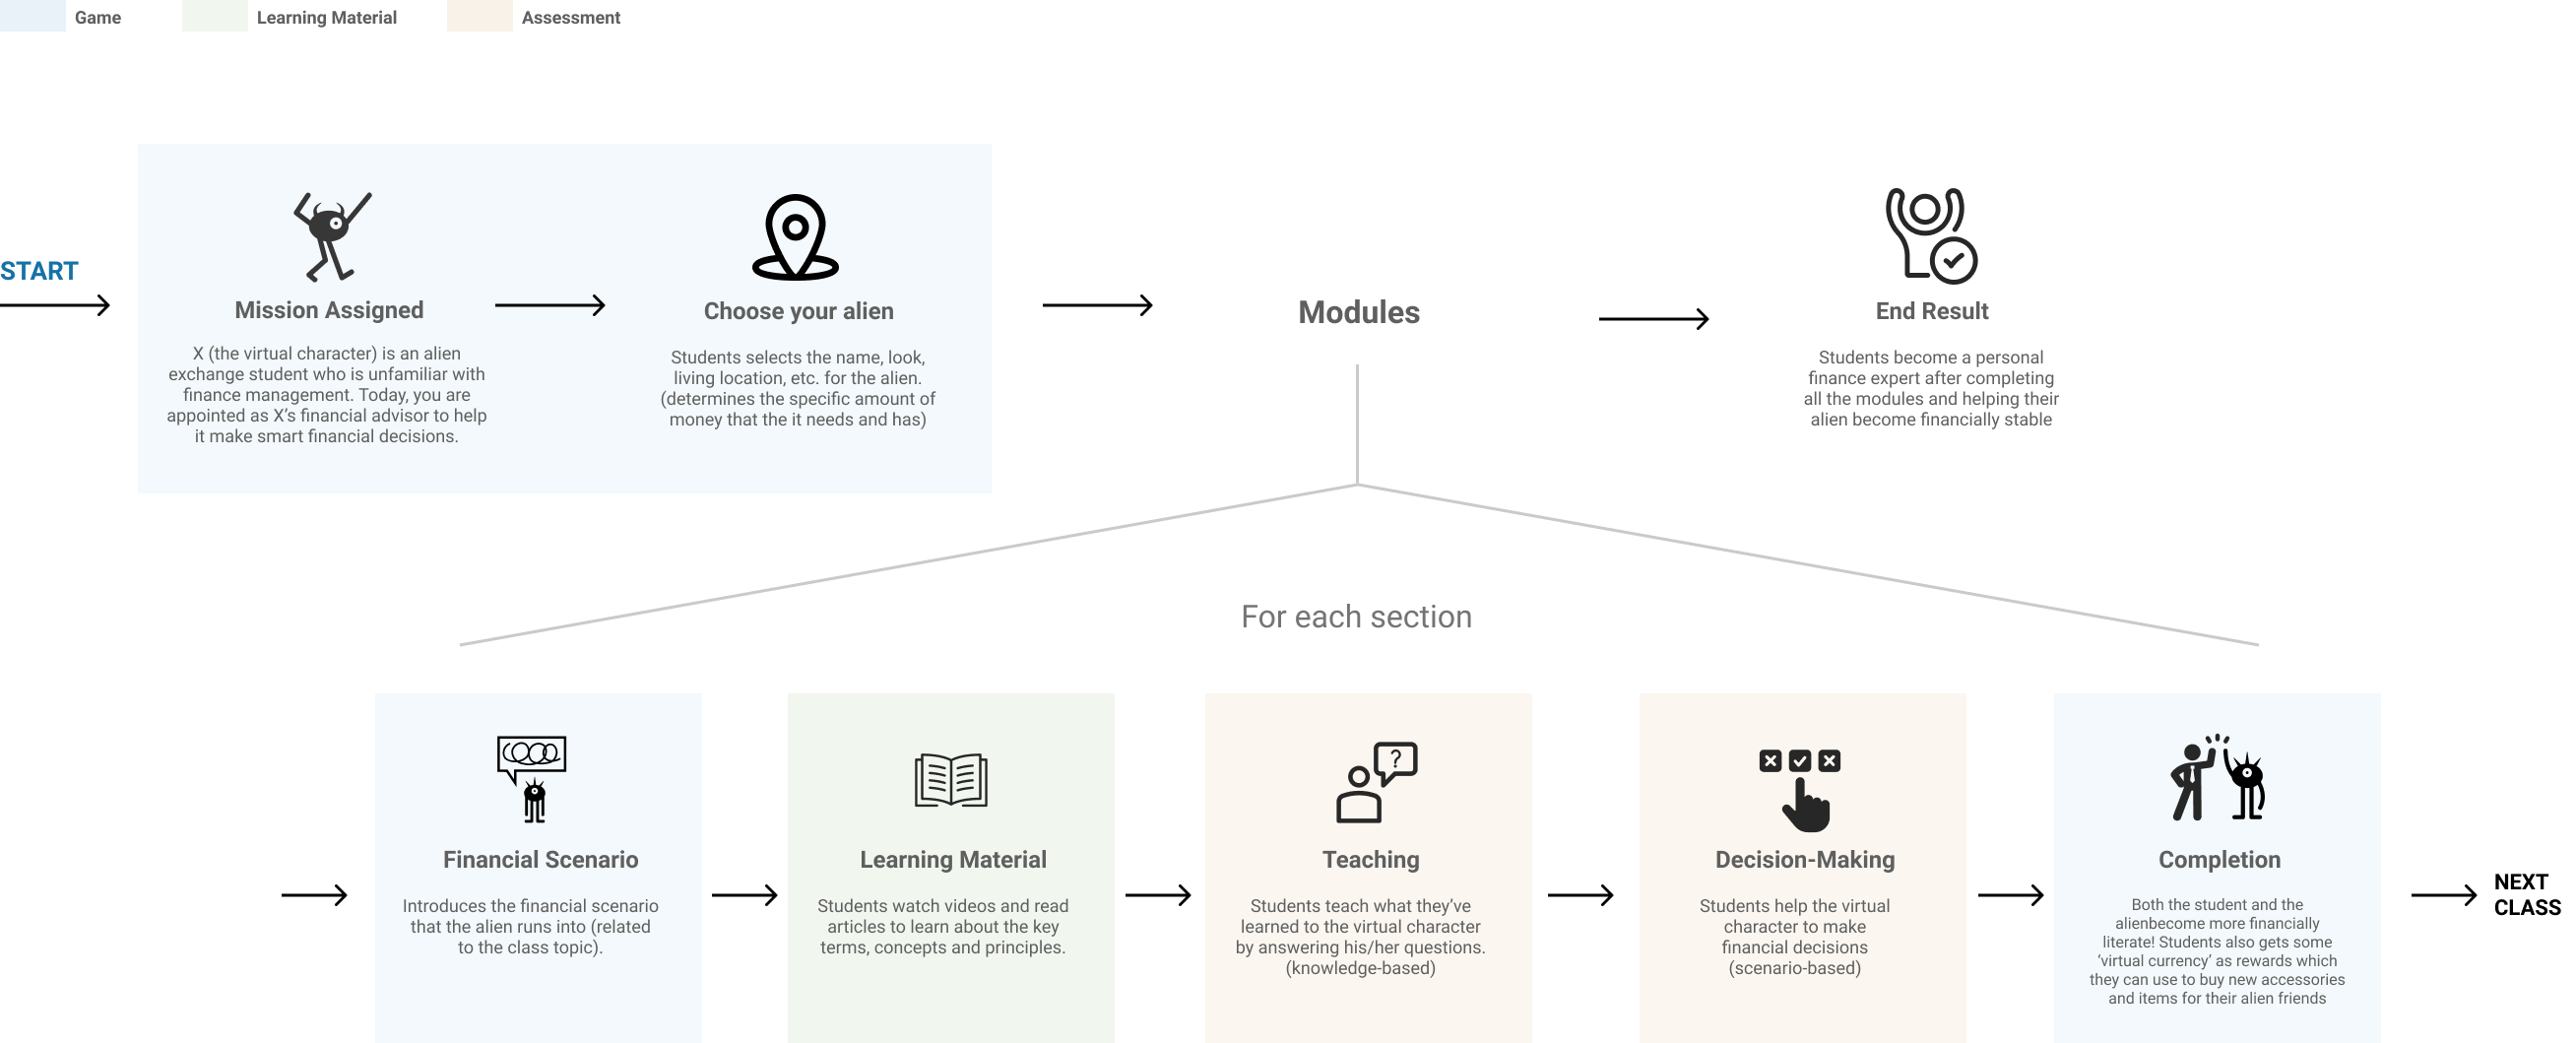 Game
Learning Material
Assessment
START
Mission Assigned
X (the virtual character) is an alien
exchange student who is unfamiliar with
finance management. Today, you are
appointed as X’s financial advisor to help
it make smart financial decisions.
Choose your alien
Students selects the name, look,
living location, etc. for the alien.
(determines the specific amount of
money that the it needs and has)
Modules
End Result
Students become a personal
finance expert after completing
all the modules and helping their
alien become financially stable
For each section
Financial Scenario
Introduces the financial scenario
that the alien runs into (related
to the class topic).
Learning Material
Students watch videos and read
articles to learn about the key
terms, concepts and principles.
?
Teaching
Students teach what they’ve
learned to the virtual character
by answering his/her questions.
(knowledge-based)
Decision-Making
Students help the virtual
character to make
financial decisions
(scenario-based)
Completion
Both the student and the
alienbecome more financially
literate! Students also gets some
‘virtual currency’ as rewards which
they can use to buy new accessories
and items for their alien friends
NEXT
CLASS